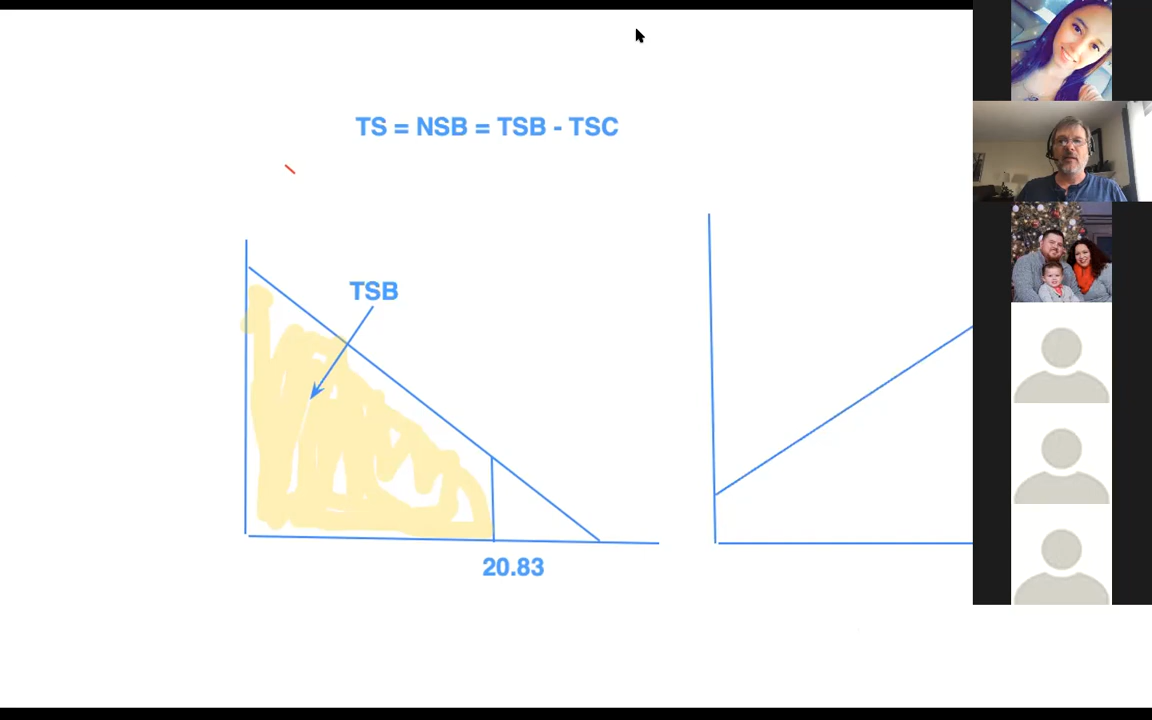 TS = NSB = TSB - TSC
TSB
20.83